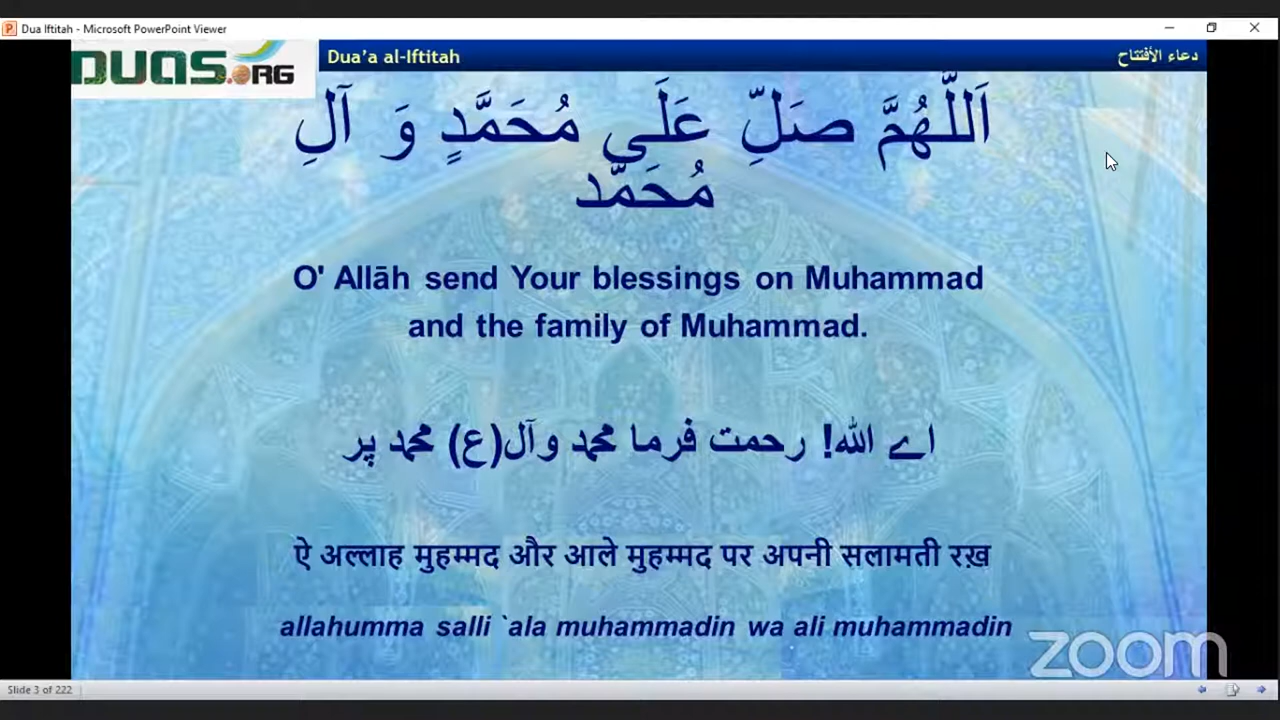 Dua Iftitah - Microsoft PowerPoint Viewer
DUAS.ORG
Dua'a al-Iftitah
دعاء الأفتتاح
اَللَّهُمَّ صَلِّ عَلَى مُحَمَّدٍ وَ آلِ
مُحَمَّد
O' Allāh send Your blessings on Muhammad
and the family of Muhammad.
اے الله! رحمت فرما محمد وآل(ع) محمد پر
ऐ अल्लाह मुहम्मद और आले मुहम्मद पर अपनी सलामती रख़
allahumma salli `ala muhammadin wa ali muhammadin
zoom
Slide 3 of 222